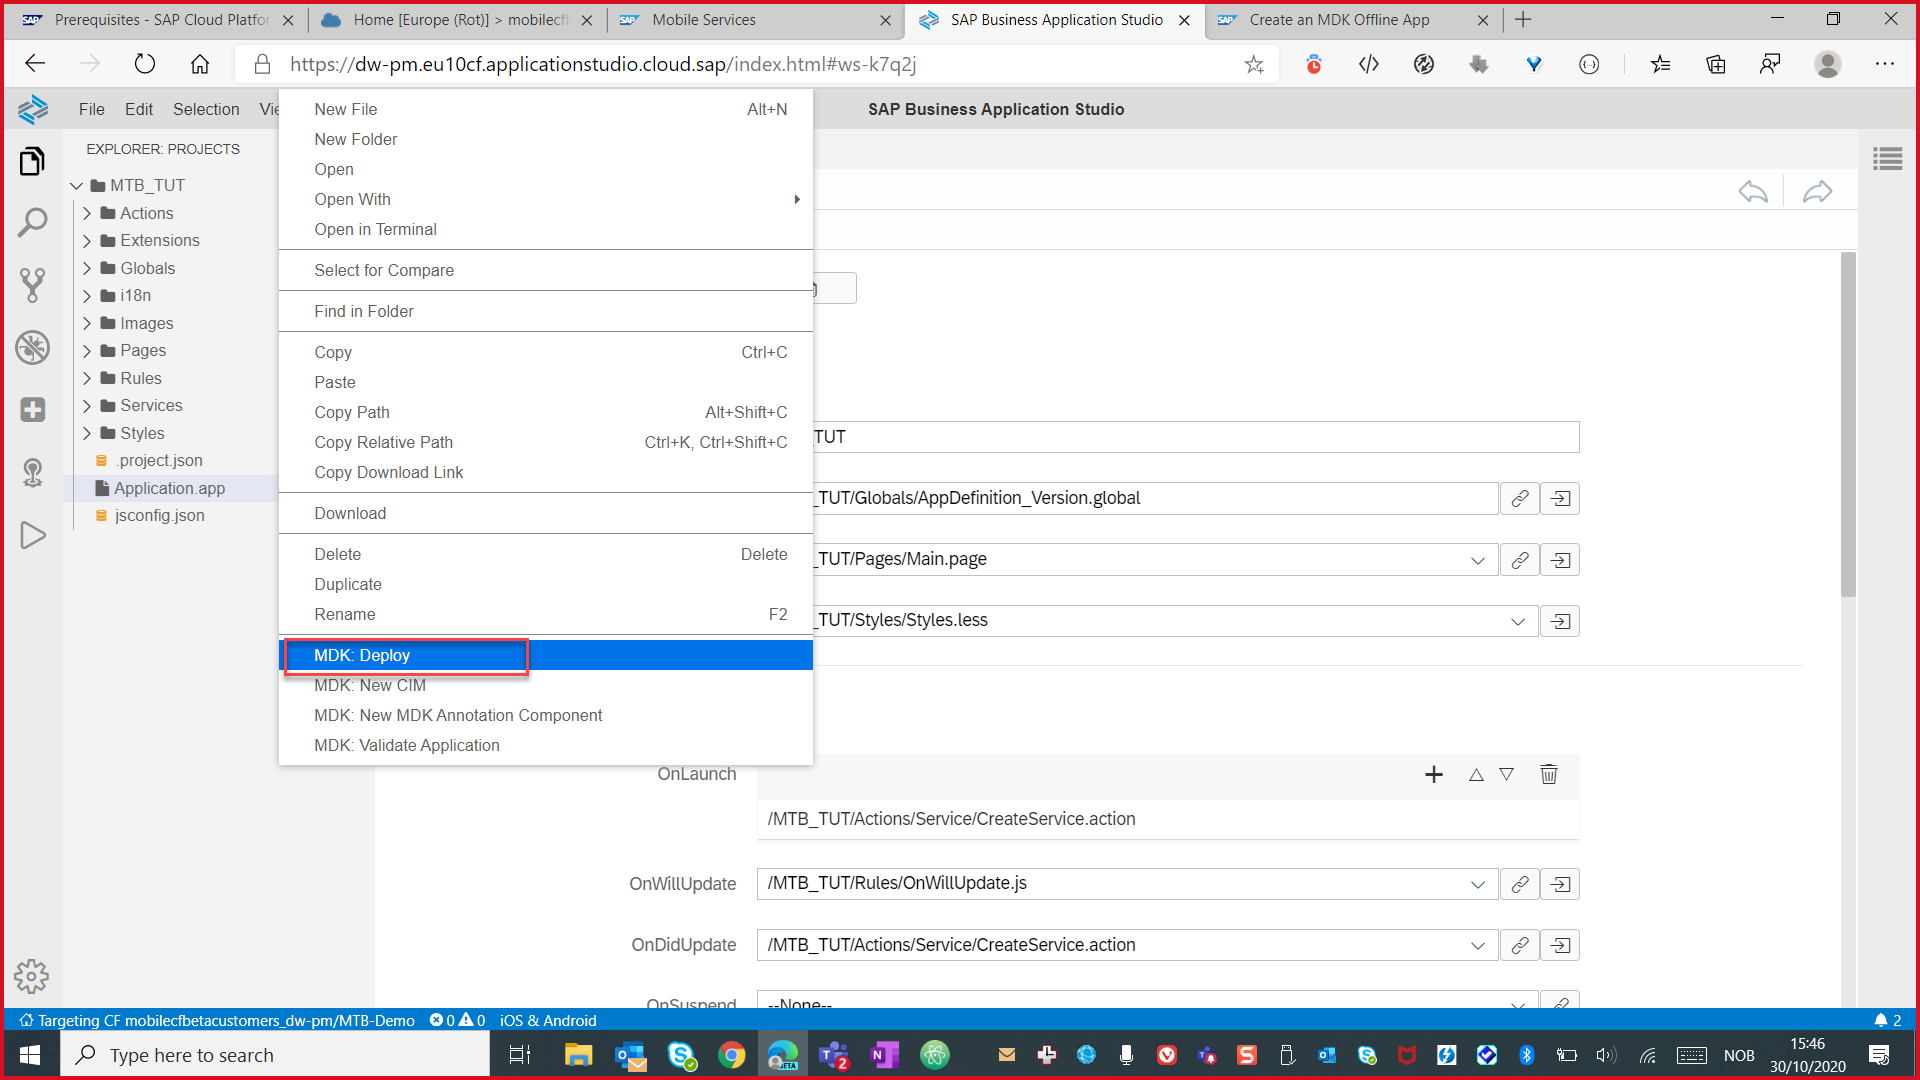 SAP Prerequisites - SAP Cloud Platfor
Home [Europe (Rot)] > mobilecfb
SAP Mobile Services
SAP Business Application Studio
SAP Create an MDK Offline App
https://dw-pm.eu10cf.applicationstudio.cloud.sap/index.html#ws-k7q2j
File Edit Selection Vie
SAP Business Application Studio
EXPLORER: PROJECTS
MTB_TUT
Actions
Extensions
Globals
i18n
Images
Pages
Rules
Services
Styles
.project.json
Application.app
jsconfig.json
New File Alt+N
New Folder
Open
Open With
Open in Terminal
Select for Compare
Find in Folder
Copy Ctrl+C
Paste
Copy Path Alt+Shift+C
Copy Relative Path Ctrl+K, Ctrl+Shift+C
Copy Download Link
Download
Delete Delete
Duplicate
Rename F2
MDK: Deploy
MDK: New CIM
MDK: New MDK Annotation Component
MDK: Validate Application
_TUT
_TUT/Globals/AppDefinition_Version.global
_TUT/Pages/Main.page
_TUT/Styles/Styles.less
OnLaunch
/MTB_TUT/Actions/Service/CreateService.action
OnWillUpdate /MTB_TUT/Rules/OnWillUpdate.js
OnDidUpdate /MTB_TUT/Actions/Service/CreateService.action
OnSuspend --None--
Targeting CF mobilecfbetacustomers_dw-pm/MTB-Demo 0 0 iOS & Android
2
Type here to search
BETA
2
NOB
15:46
30/10/2020